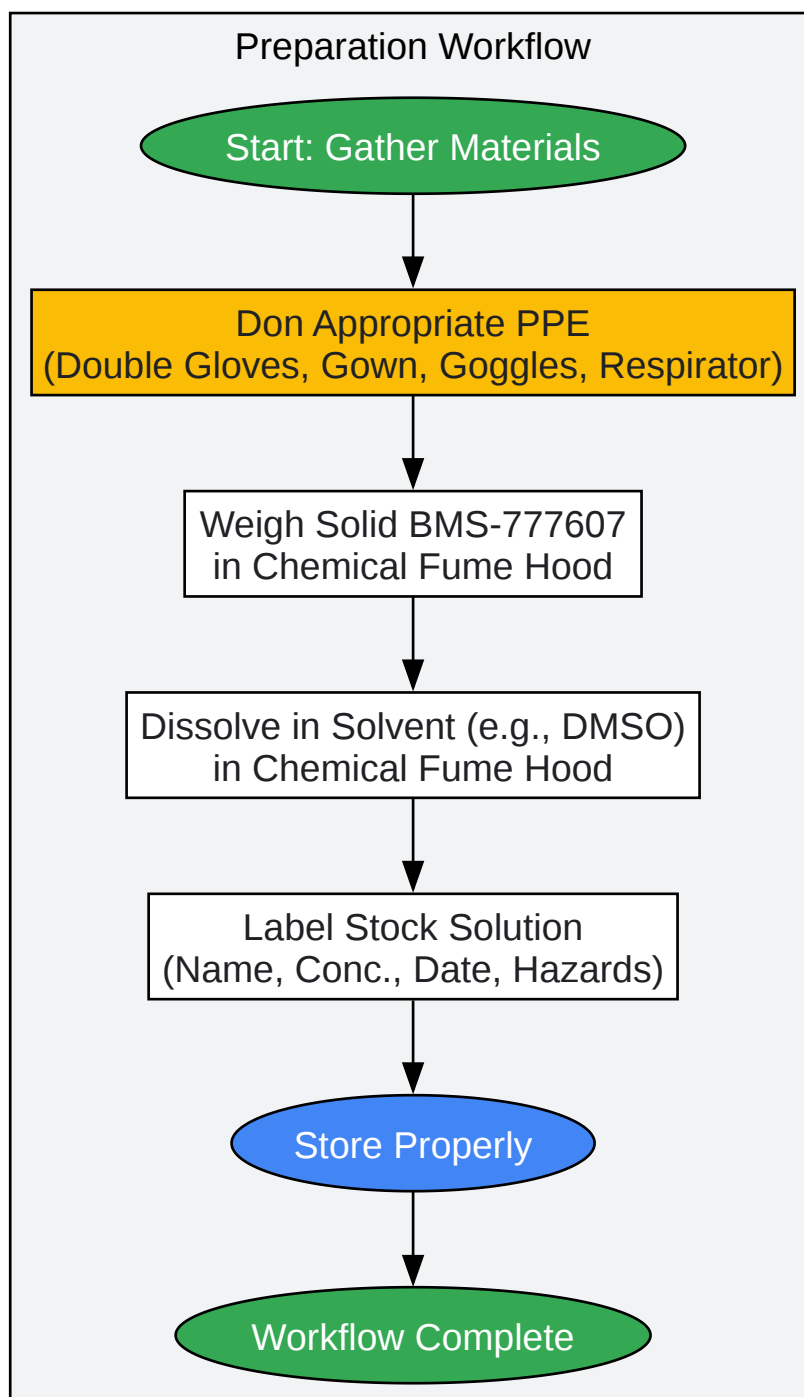 Preparation Workflow
Start: Gather Materials
Don Appropriate PPE
(Double Gloves, Gown, Goggles, Respirator)
Weigh Solid BMS-777607
in Chemical Fume Hood
Dissolve in Solvent (e.g., DMSO)
in Chemical Fume Hood
Label Stock Solution
(Name, Conc., Date, Hazards)
Store Properly
Workflow Complete